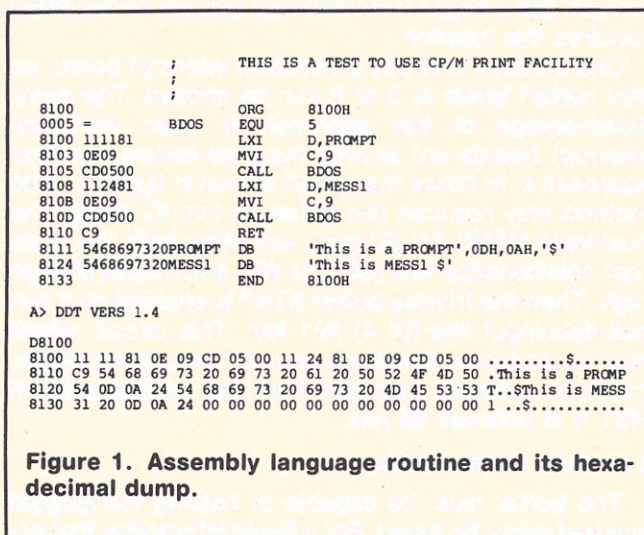 ; THIS IS A TEST TO USE CP/M PRINT FACILITY
;
;
8100 ORG 8100H
0005 = BDOS EQU 5
8100 111181 LXI D,PROMPT
8103 0E09 MVI C,9
8105 CD0500 CALL BDOS
8108 112481 LXI D,MESS1
810B 0E09 MVI C,9
810D CD0500 CALL BDOS
8110 C9 RET
8111 5468697320PROMPT DB 'This is a PROMPT',0DH,0AH,'$'
8124 5468697320MESS1 DB 'This is MESS1 $'
8133 END 8100H
A> DDT VERS 1.4
D8100
8100 11 11 81 0E 09 CD 05 00 11 24 81 0E 09 CD 05 00 .........$......
8110 C9 54 68 69 73 20 69 73 20 61 20 50 52 4F 4D 50 .This is a PROMP
8120 54 0D 0A 24 54 68 69 73 20 69 73 20 4D 45 53 53 T..$This is MESS
8130 31 20 0D 0A 24 00 00 00 00 00 00 00 00 00 00 00 1 ..$...........
Figure 1. Assembly language routine and its hexa-
decimal dump.